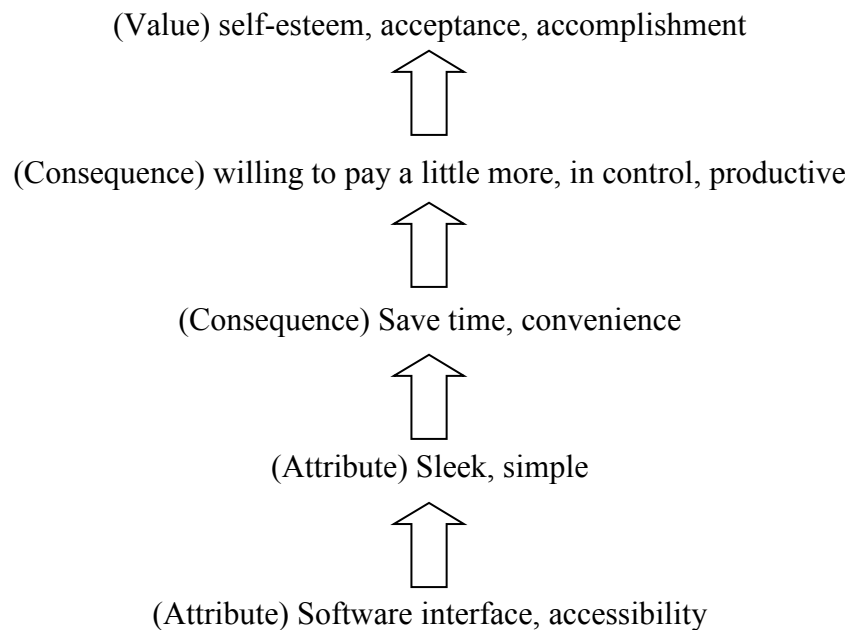 (Value) self-esteem, acceptance, accomplishment
(Consequence) willing to pay a little more, in control, productive
(Consequence) Save time, convenience
(Attribute) Sleek, simple
(Attribute) Software interface, accessibility